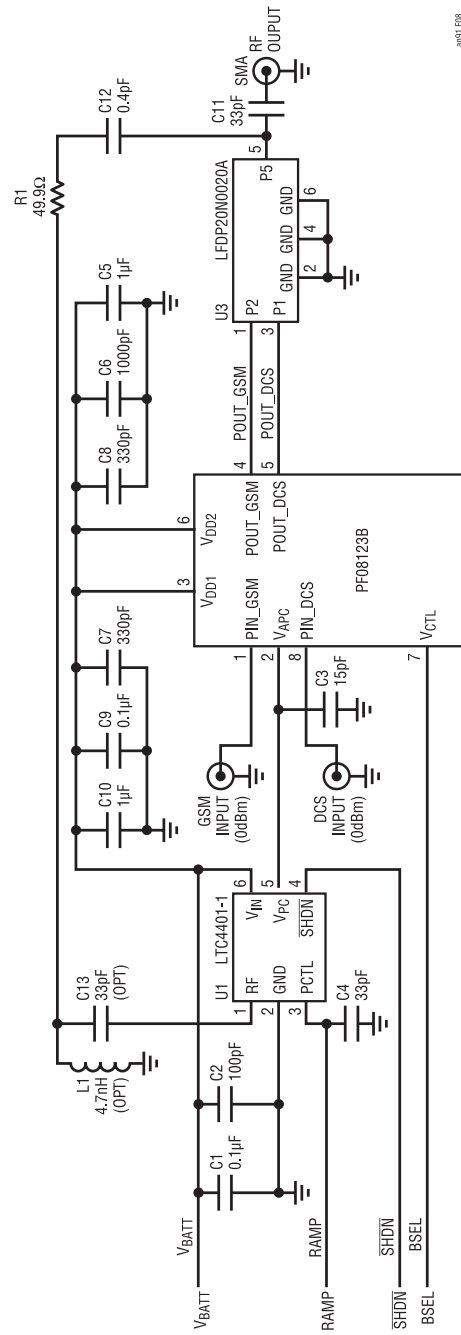 R1
49.9Ω
C12
0.4pF
C11
33pF
SMA
RF
OUPUT
5
P5
LFDP20N0020A
U3
P2
P1
1
3
GND
GND
GND
2
4
6
POUT_GSM
POUT_DCS
C8
330pF
C6
1000pF
C5
1µF
C10
1µF
C9
0.1µF
C7
330pF
3
6
VDD1
VDD2
PIN_GSM
VAPC
PIN_DCS
1
2
8
POUT_GSM
POUT_DCS
4
5
PF08123B
VCTL
7
C3
15pF
GSM
INPUT
(0dBm)
DCS
INPUT
(0dBm)
L1
4.7nH
(OPT)
C13
33pF
(OPT)
U1
LTC4401-1
RF
GND
PCTL
1
2
3
VIN
VPC
SHDN
6
5
4
C4
33pF
C1
0.1µF
C2
100pF
VBATT
VBATT
RAMP
RAMP
SHDN
SHDN
BSEL
BSEL
an91 F08